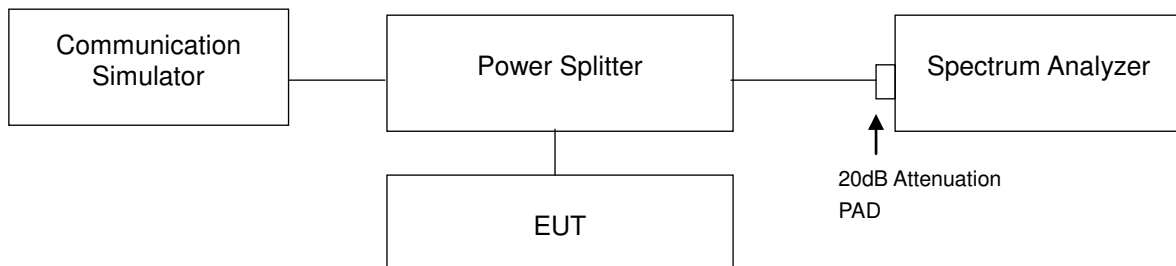 Communication
Simulator
Power Splitter
Spectrum Analyzer
20dB Attenuation
PAD
EUT